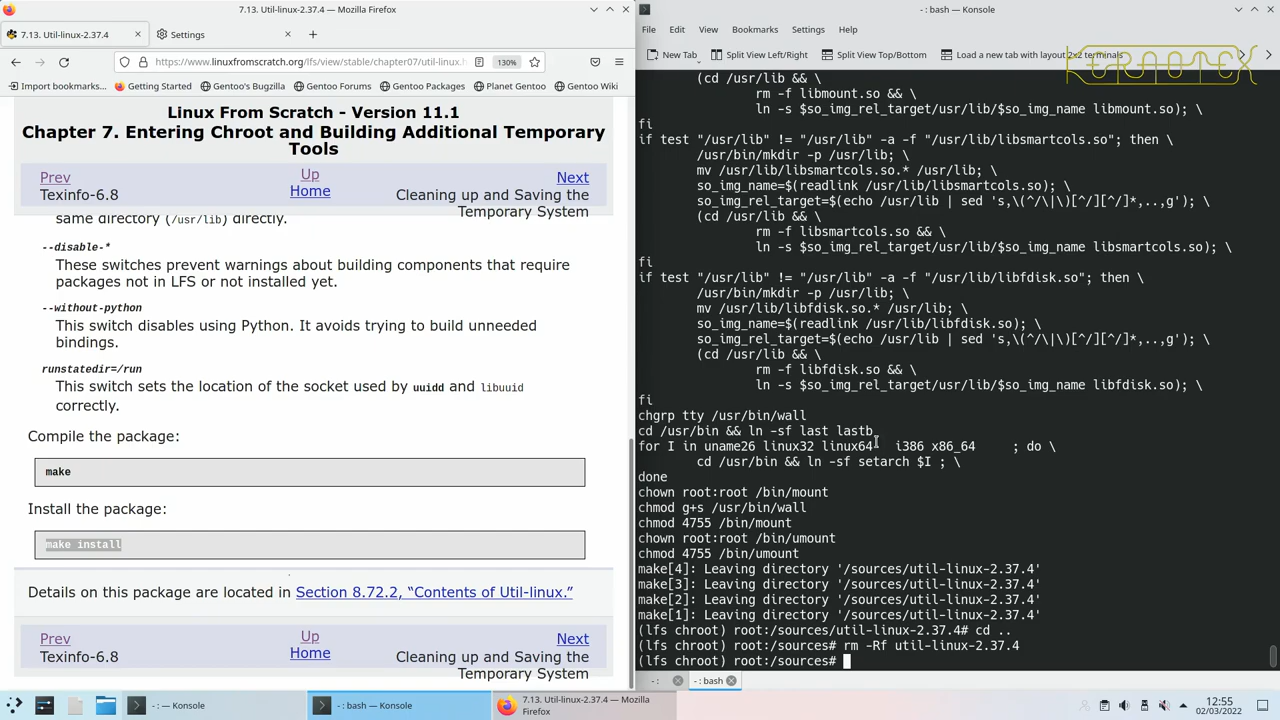 7.13. Util-linux-2.37.4 — Mozilla Firefox
7.13. Util-linux-2.37.4
Settings
https://www.linuxfromscratch.org/lfs/view/stable/chapter07/util-linux.h
130%
Import bookmarks...
Getting Started
Gentoo's Bugzilla
Gentoo Forums
Gentoo Packages
Planet Gentoo
Gentoo Wiki
Linux From Scratch - Version 11.1
Chapter 7. Entering Chroot and Building Additional Temporary
Tools
Prev
Up
Next
Texinfo-6.8
Home
Cleaning up and Saving the
Temporary System
same directory (/usr/lib) directly.
--disable-*
These switches prevent warnings about building components that require
packages not in LFS or not installed yet.
--without-python
This switch disables using Python. It avoids trying to build unneeded
bindings.
runstatedir=/run
This switch sets the location of the socket used by uuidd and libuuid
correctly.
Compile the package:
make
Install the package:
make install
Details on this package are located in Section 8.72.2, “Contents of Util-linux.”
Prev
Up
Next
Texinfo-6.8
Home
Cleaning up and Saving the
Temporary System
- : bash — Konsole
File Edit View Bookmarks Settings Help
New Tab
Split View Left/Right
Split View Top/Bottom
Load a new tab with layout 2x2 terminals
KERNOTEX
(cd /usr/lib && \
rm -f libmount.so && \
ln -s $so_img_rel_target/usr/lib/$so_img_name libmount.so); \
fi
if test "/usr/lib" != "/usr/lib" -a -f "/usr/lib/libsmartcols.so"; then \
/usr/bin/mkdir -p /usr/lib; \
mv /usr/lib/libsmartcols.so.* /usr/lib; \
so_img_name=$(readlink /usr/lib/libsmartcols.so); \
so_img_rel_target=$(echo /usr/lib | sed 's,\(^/\|\)[^/][^/]*,..,g'); \
(cd /usr/lib && \
rm -f libsmartcols.so && \
ln -s $so_img_rel_target/usr/lib/$so_img_name libsmartcols.so); \
fi
if test "/usr/lib" != "/usr/lib" -a -f "/usr/lib/libfdisk.so"; then \
/usr/bin/mkdir -p /usr/lib; \
mv /usr/lib/libfdisk.so.* /usr/lib; \
so_img_name=$(readlink /usr/lib/libfdisk.so); \
so_img_rel_target=$(echo /usr/lib | sed 's,\(^/\|\)[^/][^/]*,..,g'); \
(cd /usr/lib && \
rm -f libfdisk.so && \
ln -s $so_img_rel_target/usr/lib/$so_img_name libfdisk.so); \
fi
chgrp tty /usr/bin/wall
cd /usr/bin && ln -sf last lastb
for I in uname26 linux32 linux64 i386 x86_64 ; do \
cd /usr/bin && ln -sf setarch $I ; \
done
chown root:root /bin/mount
chmod g+s /usr/bin/wall
chmod 4755 /bin/mount
chown root:root /bin/umount
chmod 4755 /bin/umount
make[4]: Leaving directory '/sources/util-linux-2.37.4'
make[3]: Leaving directory '/sources/util-linux-2.37.4'
make[2]: Leaving directory '/sources/util-linux-2.37.4'
make[1]: Leaving directory '/sources/util-linux-2.37.4'
(lfs chroot) root:/sources/util-linux-2.37.4# cd ..
(lfs chroot) root:/sources# rm -Rf util-linux-2.37.4
(lfs chroot) root:/sources#
- :
- : bash
- : — Konsole
- : bash — Konsole
7.13. Util-linux-2.37.4 — Mozilla
Firefox
12:55
02/03/2022